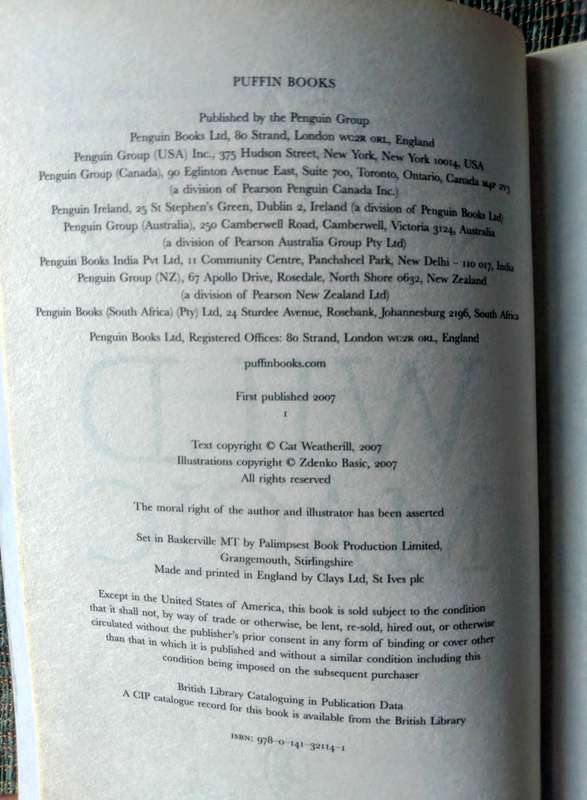 PUFFIN BOOKS
Published by the Penguin Group
Penguin Books Ltd, 80 Strand, London WC2R 0RL, England
Penguin Group (USA) Inc., 375 Hudson Street, New York, New York 10014, USA
Penguin Group (Canada), 90 Eglinton Avenue East, Suite 700, Toronto, Ontario, Canada M4P 2Y3
(a division of Pearson Penguin Canada Inc.)
Penguin Ireland, 25 St Stephen's Green, Dublin 2, Ireland (a division of Penguin Books Ltd)
Penguin Group (Australia), 250 Camberwell Road, Camberwell, Victoria 3124, Australia
(a division of Pearson Australia Group Pty Ltd)
Penguin Books India Pvt Ltd, 11 Community Centre, Panchsheel Park, New Delhi – 110 017, India
Penguin Group (NZ), 67 Apollo Drive, Rosedale, North Shore 0632, New Zealand
(a division of Pearson New Zealand Ltd)
Penguin Books (South Africa) (Pty) Ltd, 24 Sturdee Avenue, Rosebank, Johannesburg 2196, South Africa
Penguin Books Ltd, Registered Offices: 80 Strand, London WC2R 0RL, England
puffinbooks.com
First published 2007
1
Text copyright © Cat Weatherill, 2007
Illustrations copyright © Zdenko Basic, 2007
All rights reserved
The moral right of the author and illustrator has been asserted
Set in Baskerville MT by Palimpsest Book Production Limited,
Grangemouth, Stirlingshire
Made and printed in England by Clays Ltd, St Ives plc
Except in the United States of America, this book is sold subject to the condition
that it shall not, by way of trade or otherwise, be lent, re-sold, hired out, or otherwise
circulated without the publisher's prior consent in any form of binding or cover other
than that in which it is published and without a similar condition including this
condition being imposed on the subsequent purchaser
British Library Cataloguing in Publication Data
A CIP catalogue record for this book is available from the British Library
ISBN: 978-0-141-32114-1